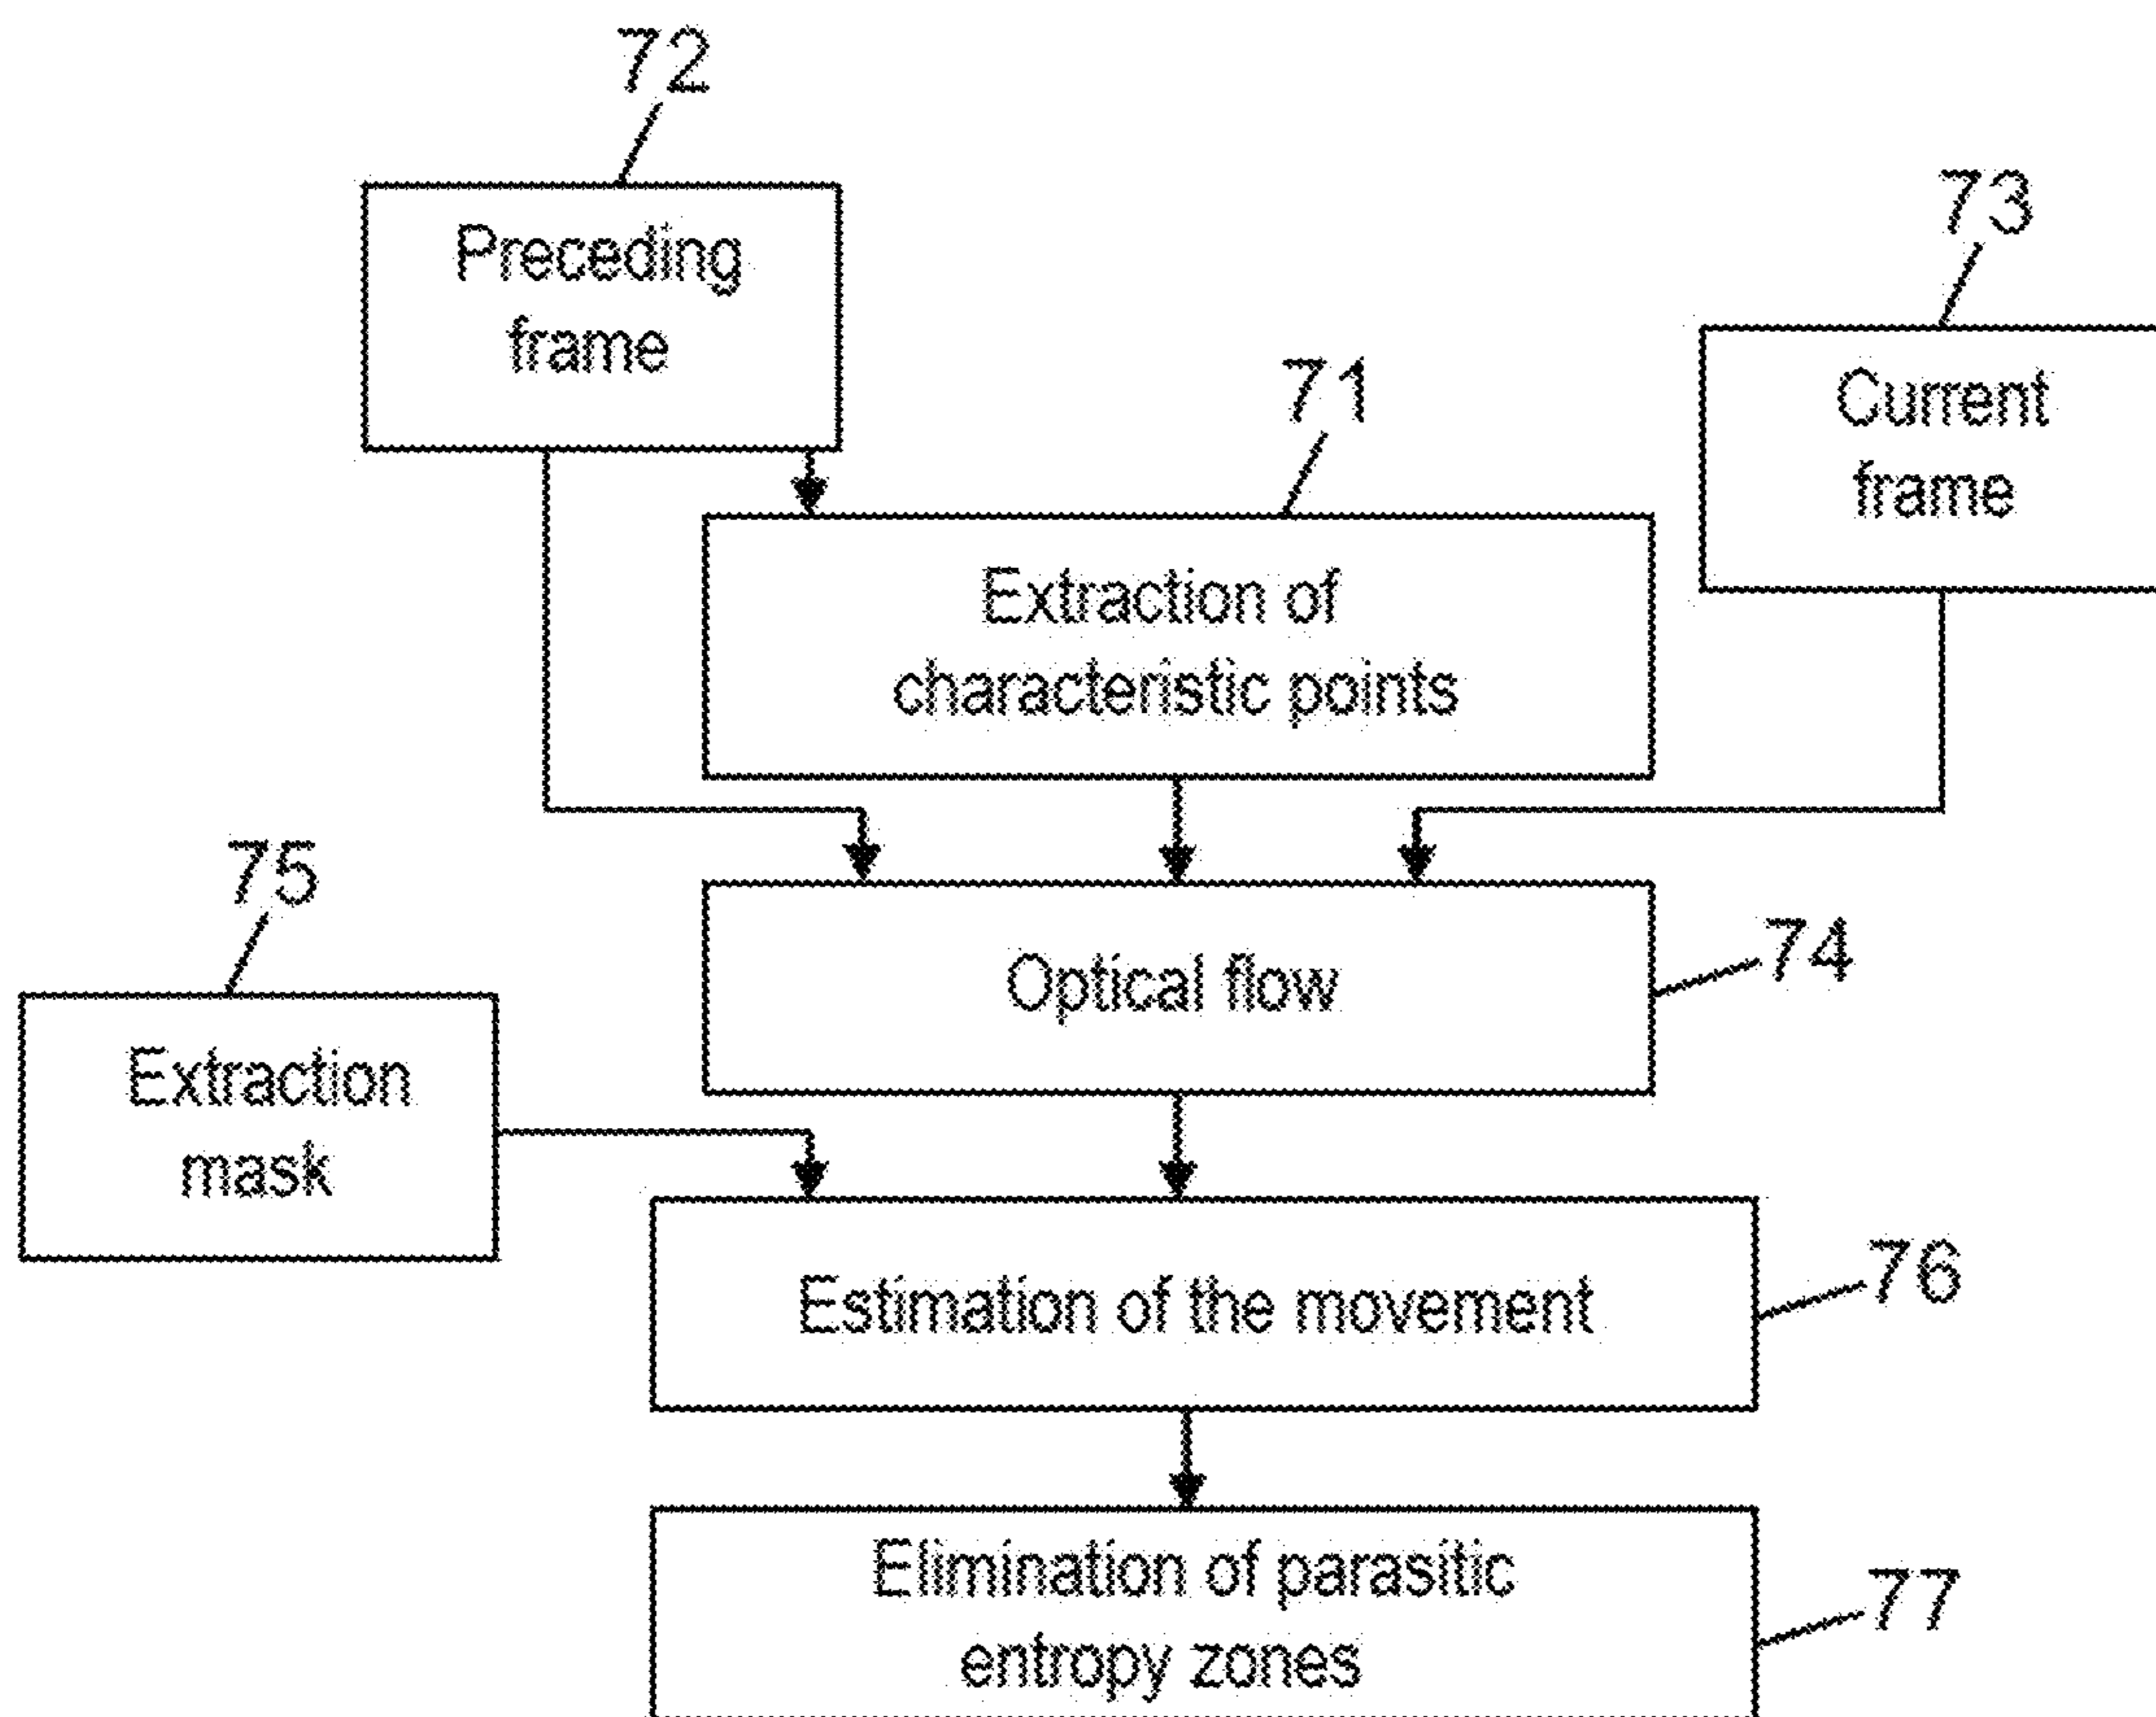 72
Preceding
frame
73
Current
frame
71
Extraction of
characteristic points
75
Extraction
mask
Optical flow
74
Estimation of the movement
76
Elimination of parasitic
entropy zones
77